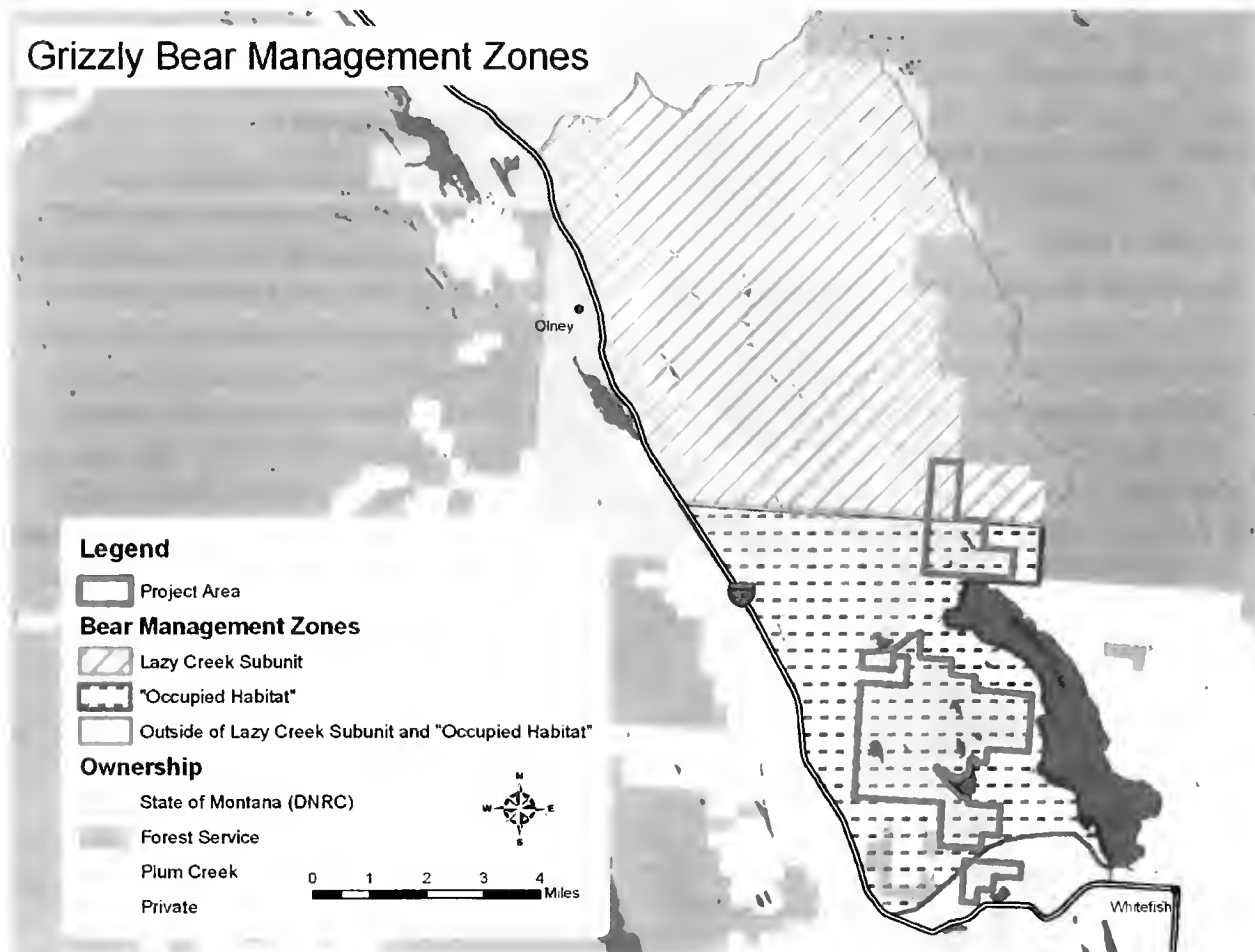 Grizzly Bear Management Zones
Olney
Legend
Project Area
Bear Management Zones
Lazy Creek Subunit
"Occupied Habitat"
Outside of Lazy Creek Subunit and "Occupied Habitat"
Ownership
State of Montana (DNRC)
Forest Service
Plum Creek
Private
N
W E
S
0 1 2 3 4
Miles
Whitefish